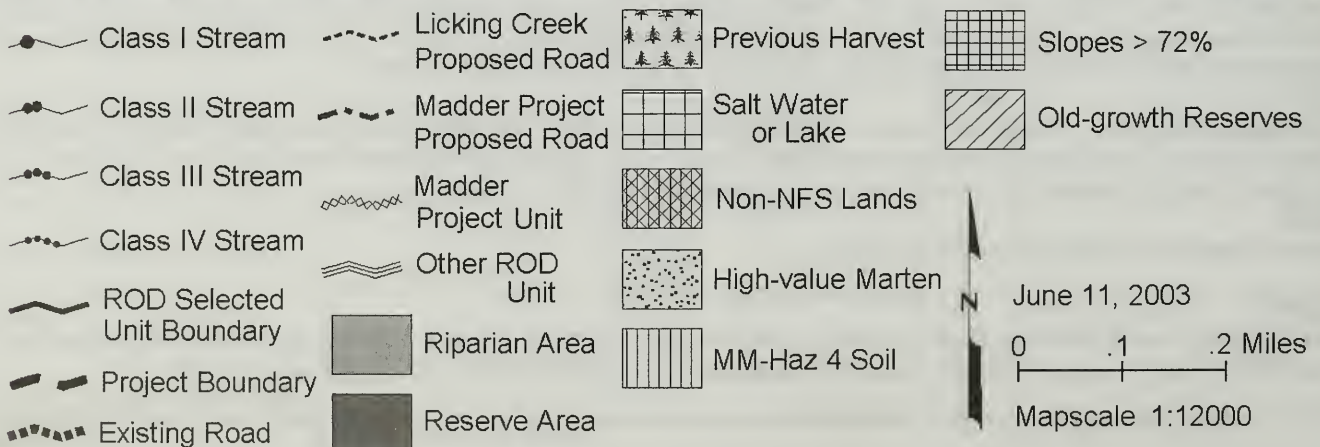 Class I Stream
Class II Stream
Class III Stream
Class IV Stream
ROD Selected
Unit Boundary
Project Boundary
Existing Road
Licking Creek
Proposed Road
Madder Project
Proposed Road
Madder
Project Unit
Other ROD
Unit
Riparian Area
Reserve Area
Previous Harvest
Salt Water
or Lake
Non-NFS Lands
High-value Marten
MM-Haz 4 Soil
Slopes > 72%
Old-growth Reserves
N
June 11, 2003
0 .1 .2 Miles
Mapscale 1:12000